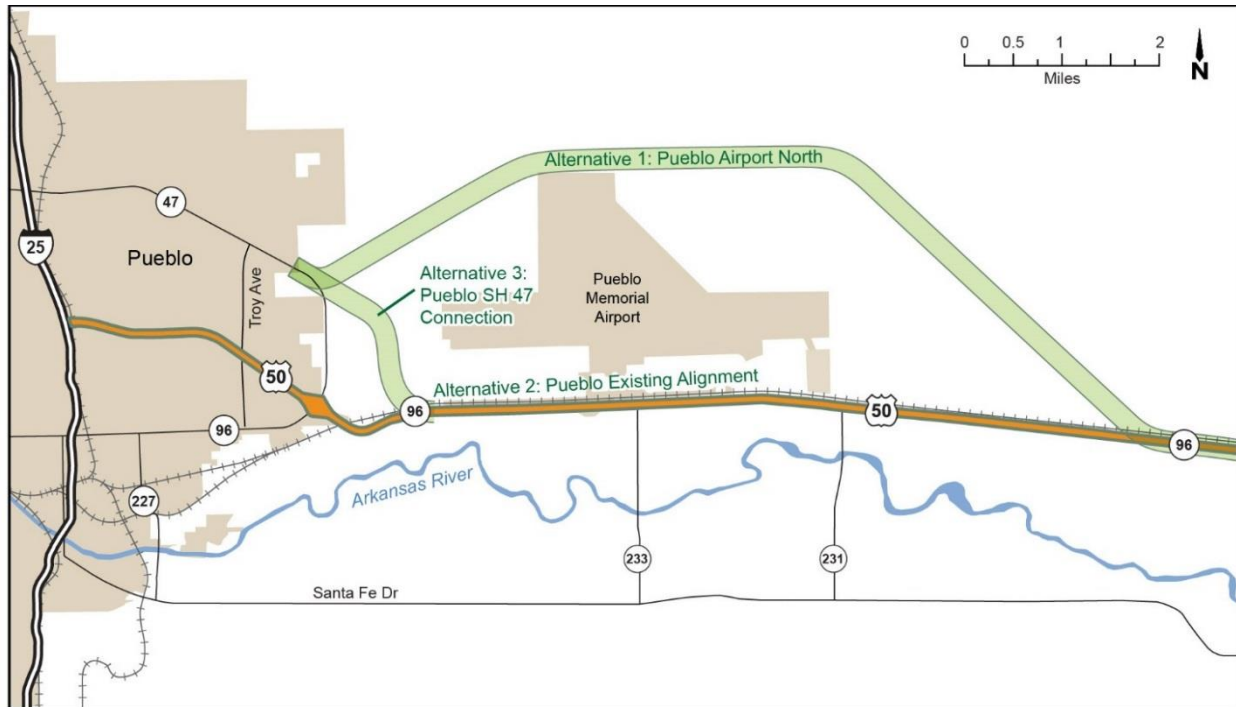 0 0.5 1 2
Miles
N
Alternative 1: Pueblo Airport North
47
25
Pueblo
Troy Ave
Alternative 3:
Pueblo SH 47
Connection
Pueblo
Memorial
Airport
50
Alternative 2: Pueblo Existing Alignment
96
50
96
96
Arkansas River
227
233
231
Santa Fe Dr